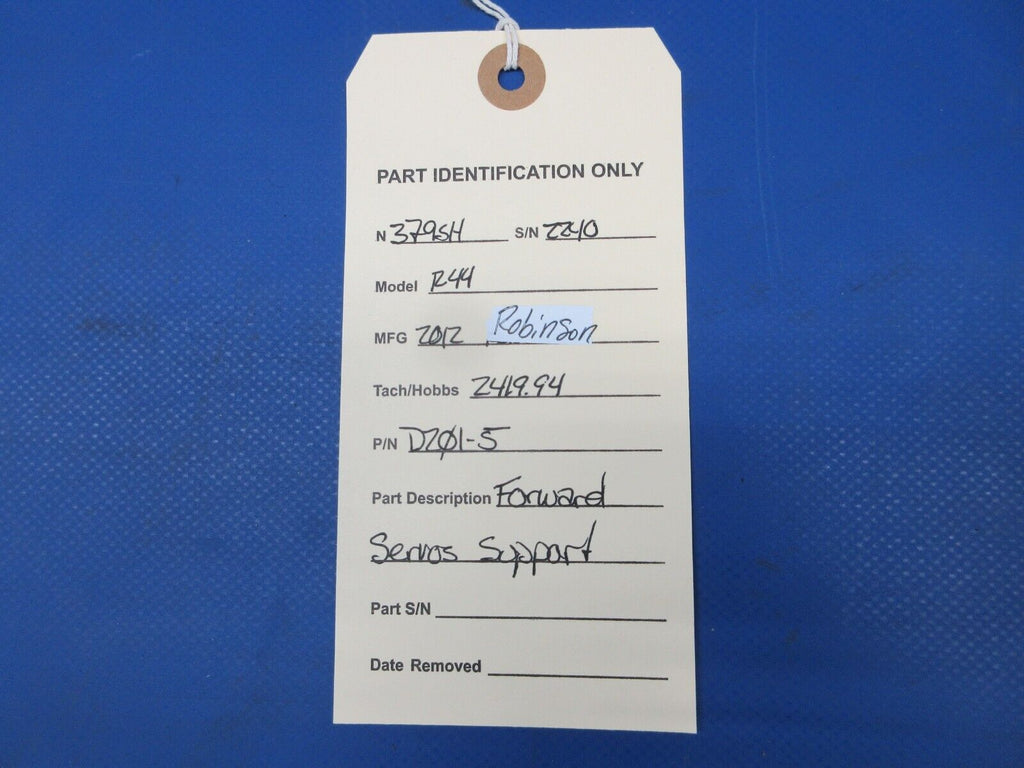 PART IDENTIFICATION ONLY
N 379SH S/N 2240
Model R44
MFG 2012 Robinson
Tach/Hobbs 2419.94
P/N D201-5
Part Description Forward
Servos Support
Part S/N
Date Removed